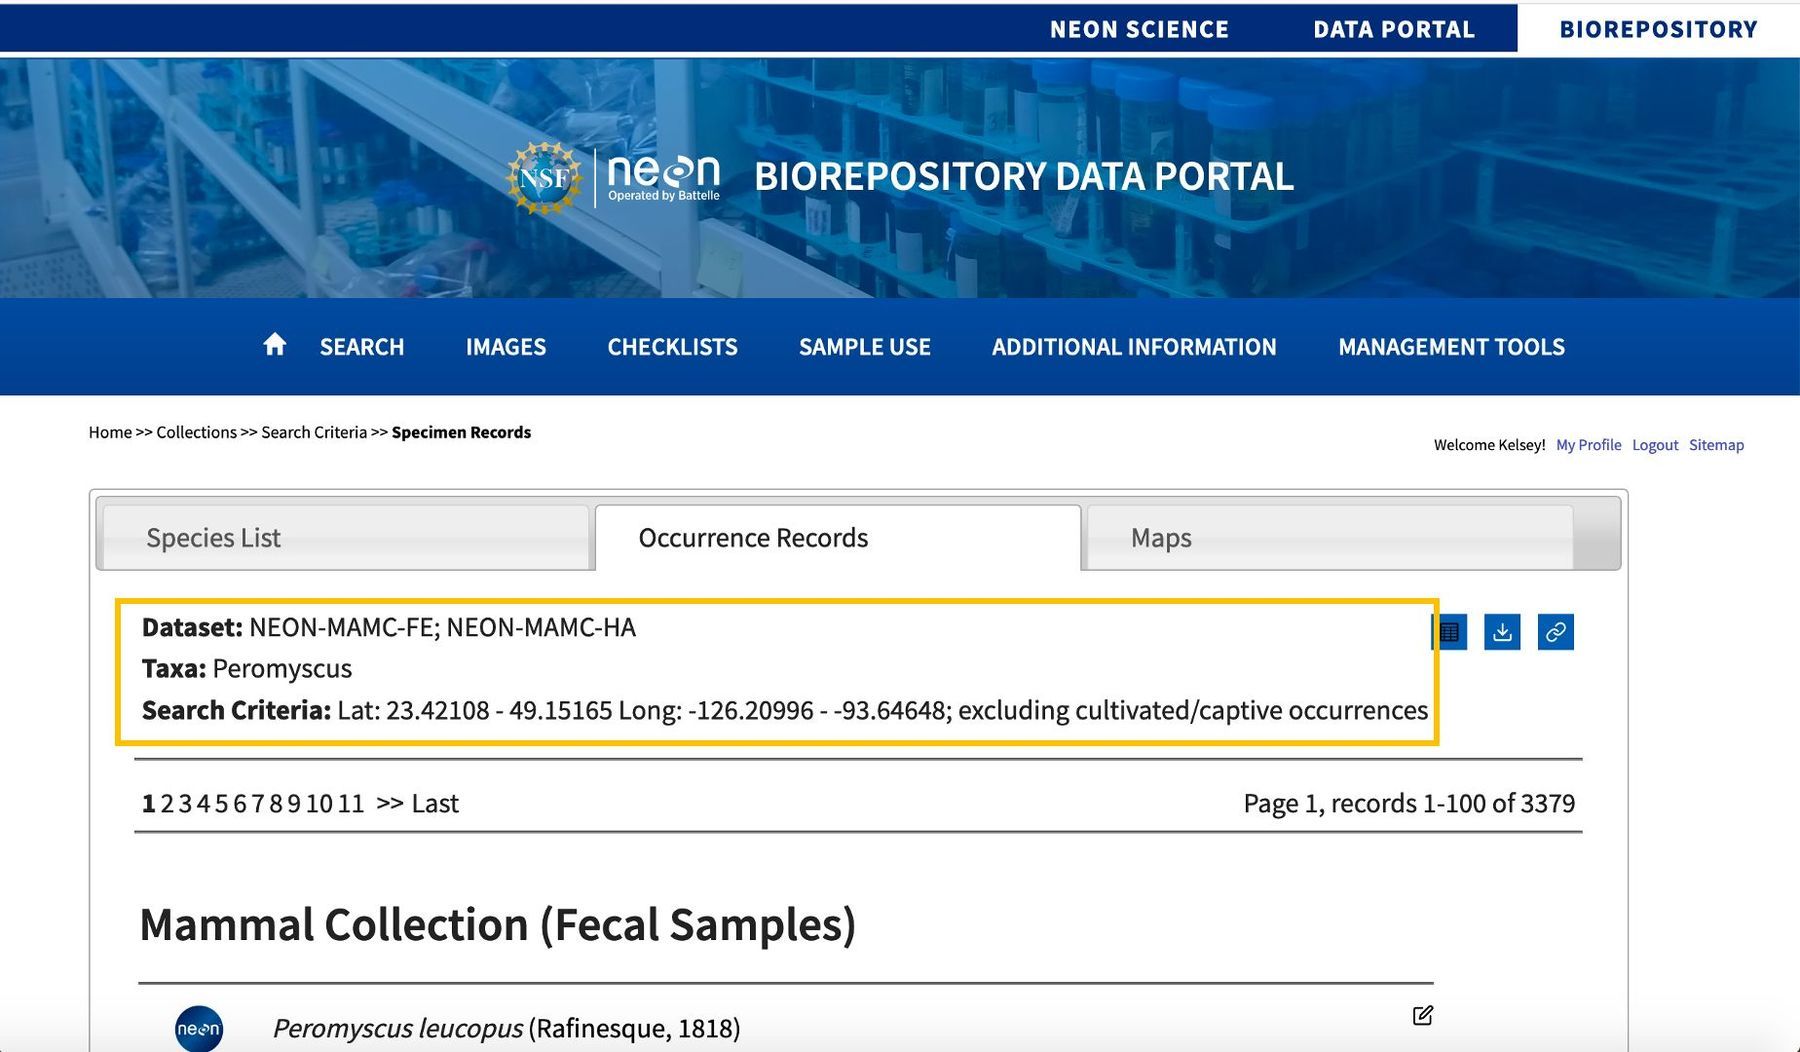 NEON SCIENCE DATA PORTAL BIOREPOSITORY
NSF neon BIOREPOSITORY DATA PORTAL
Operated by Battelle
SEARCH IMAGES CHECKLISTS SAMPLE USE ADDITIONAL INFORMATION MANAGEMENT TOOLS
Home >> Collections >> Search Criteria >> Specimen Records
Welcome Kelsey! My Profile Logout Sitemap
Species List Occurrence Records Maps
Dataset: NEON-MAMC-FE; NEON-MAMC-HA
Taxa: Peromyscus
Search Criteria: Lat: 23.42108 - 49.15165 Long: -126.20996 - -93.64648; excluding cultivated/captive occurrences
1 2 3 4 5 6 7 8 9 10 11 >> Last Page 1, records 1-100 of 3379
Mammal Collection (Fecal Samples)
neon Peromyscus leucopus (Rafinesque, 1818)